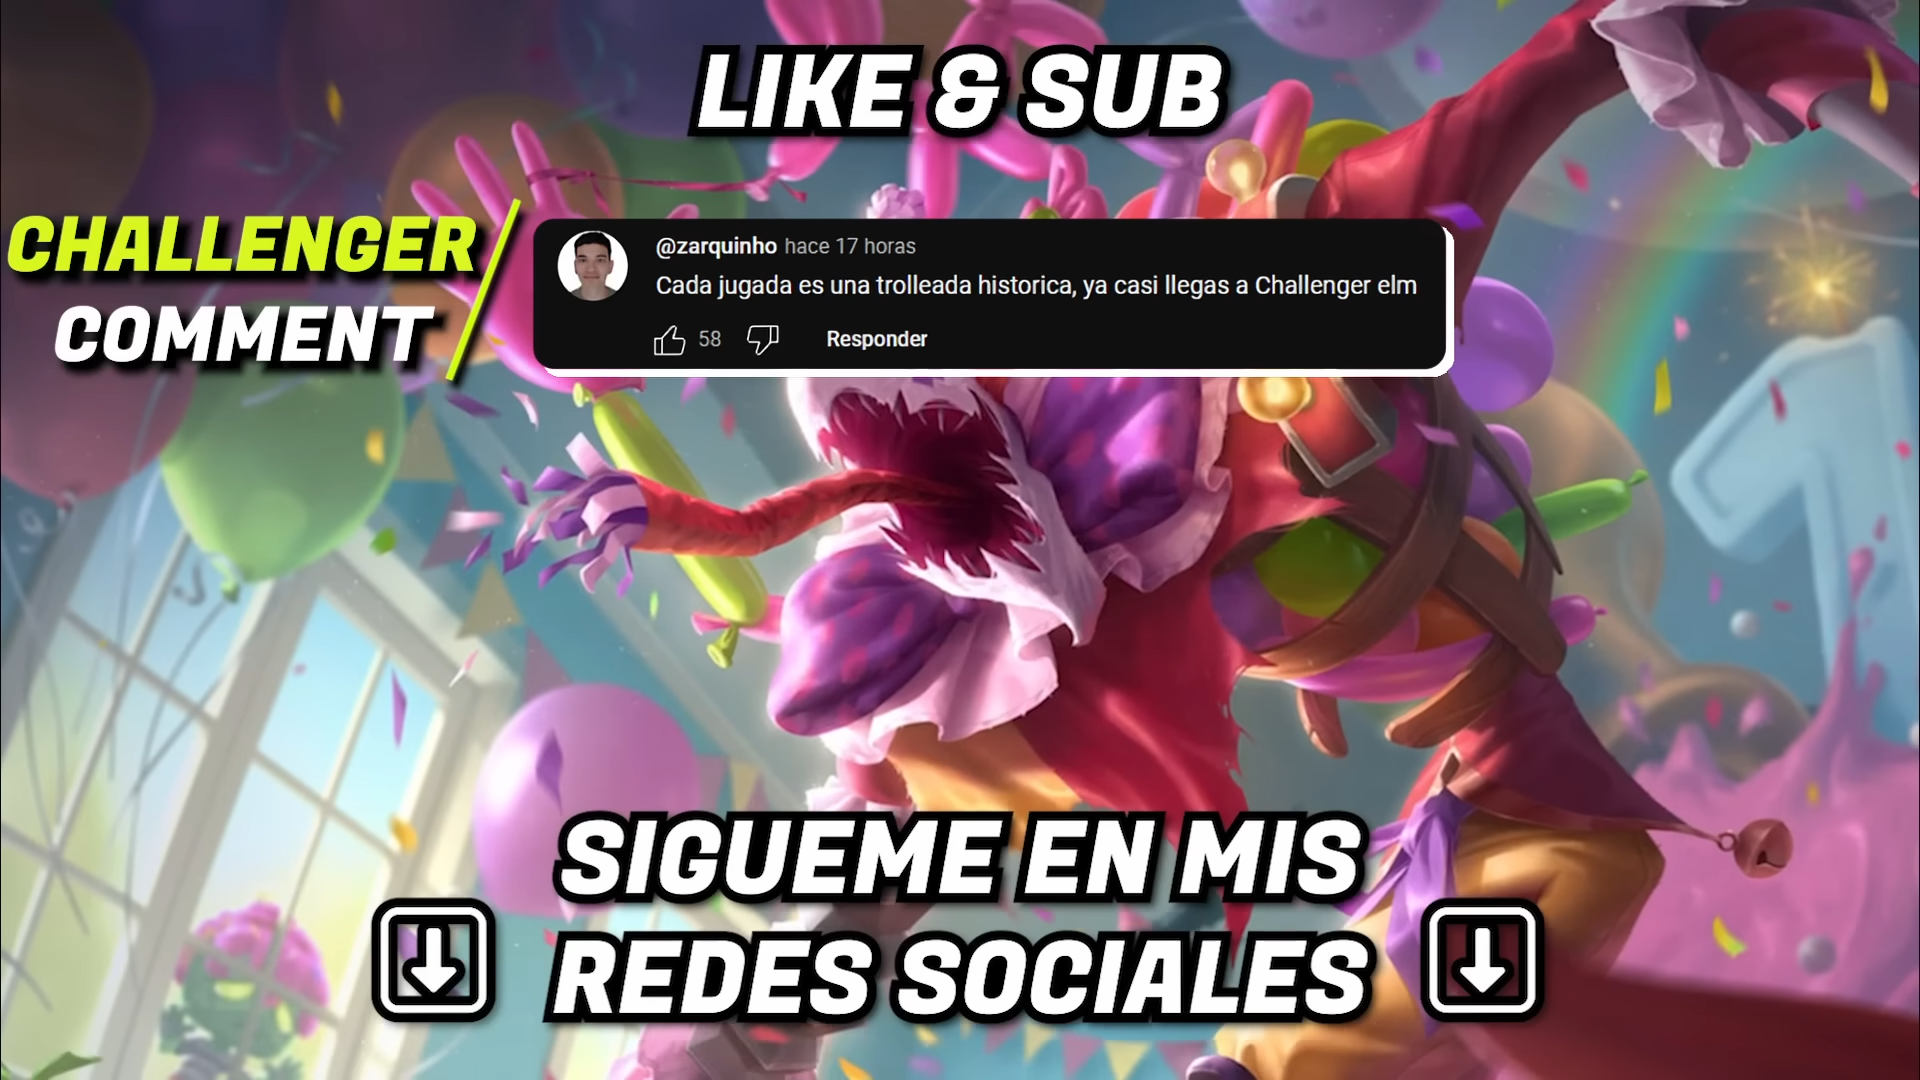 LIKE & SUB
CHALLENGER
COMMENT
@zarquinho hace 17 horas
Cada jugada es una trolleada historica, ya casi llegas a Challenger elm
58 Responder
SIGUEME EN MIS
REDES SOCIALES